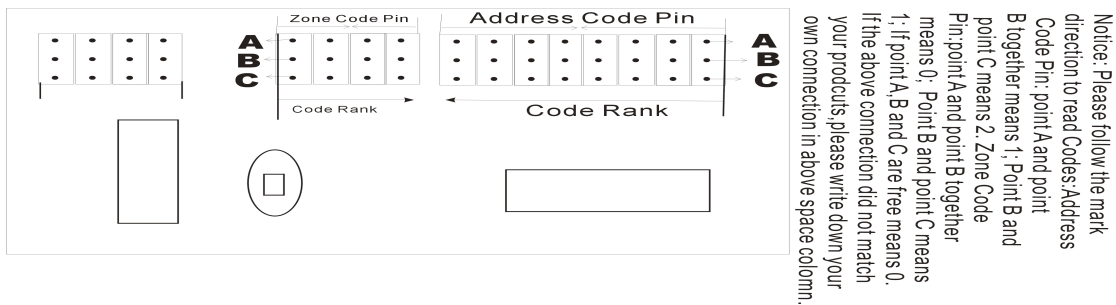 Zone Code Pin
Address Code Pin
A
B
C
A
B
C
Code Rank
Code Rank
Notice: Please follow the mark
direction to read Codes:Address
Code Pin: point A and point
B together means 1; Point B and
point C means 2. Zone Code
Pin:point A and point B together
means 0; Point B and point C means
1; If point A,B and C are free means 0.
If the above connection did not match
your prodcuts,please write down your
own connection in above space colomn.